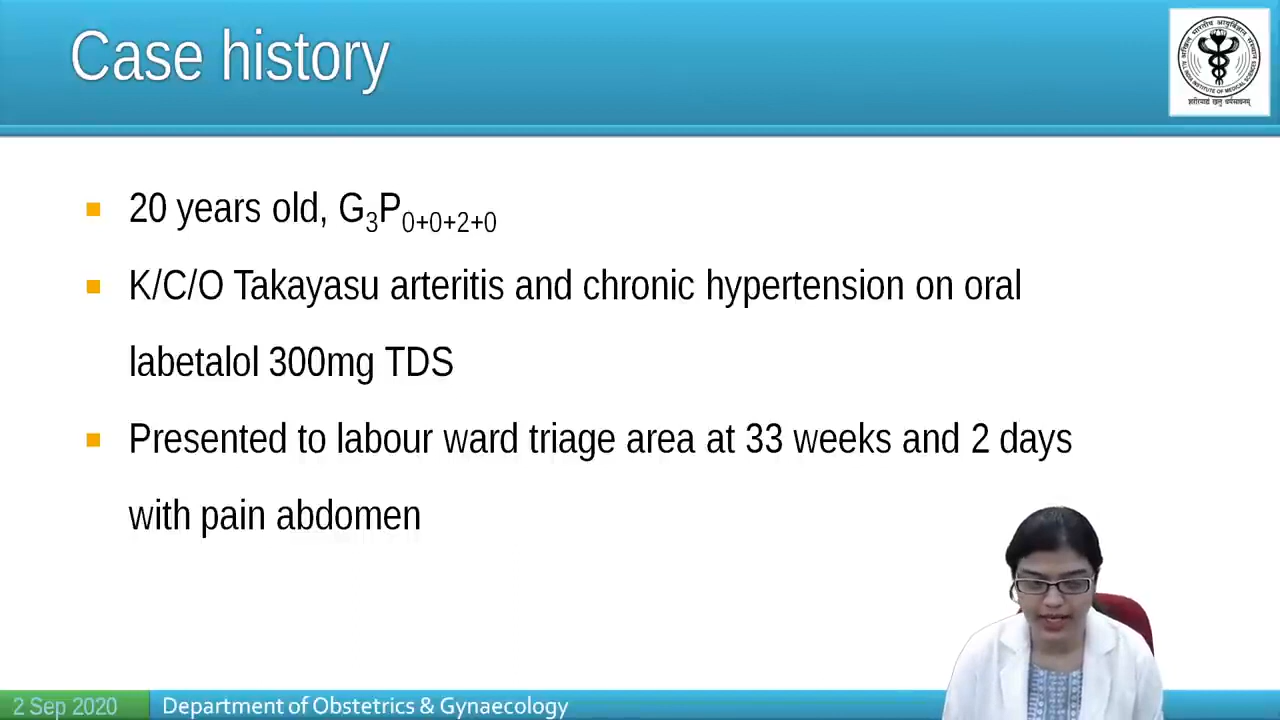 Case history
20 years old, G3P0+0+2+0
K/C/O Takayasu arteritis and chronic hypertension on oral
labetalol 300mg TDS
Presented to labour ward triage area at 33 weeks and 2 days
with pain abdomen
2 Sep 2020
Department of Obstetrics & Gynaecology